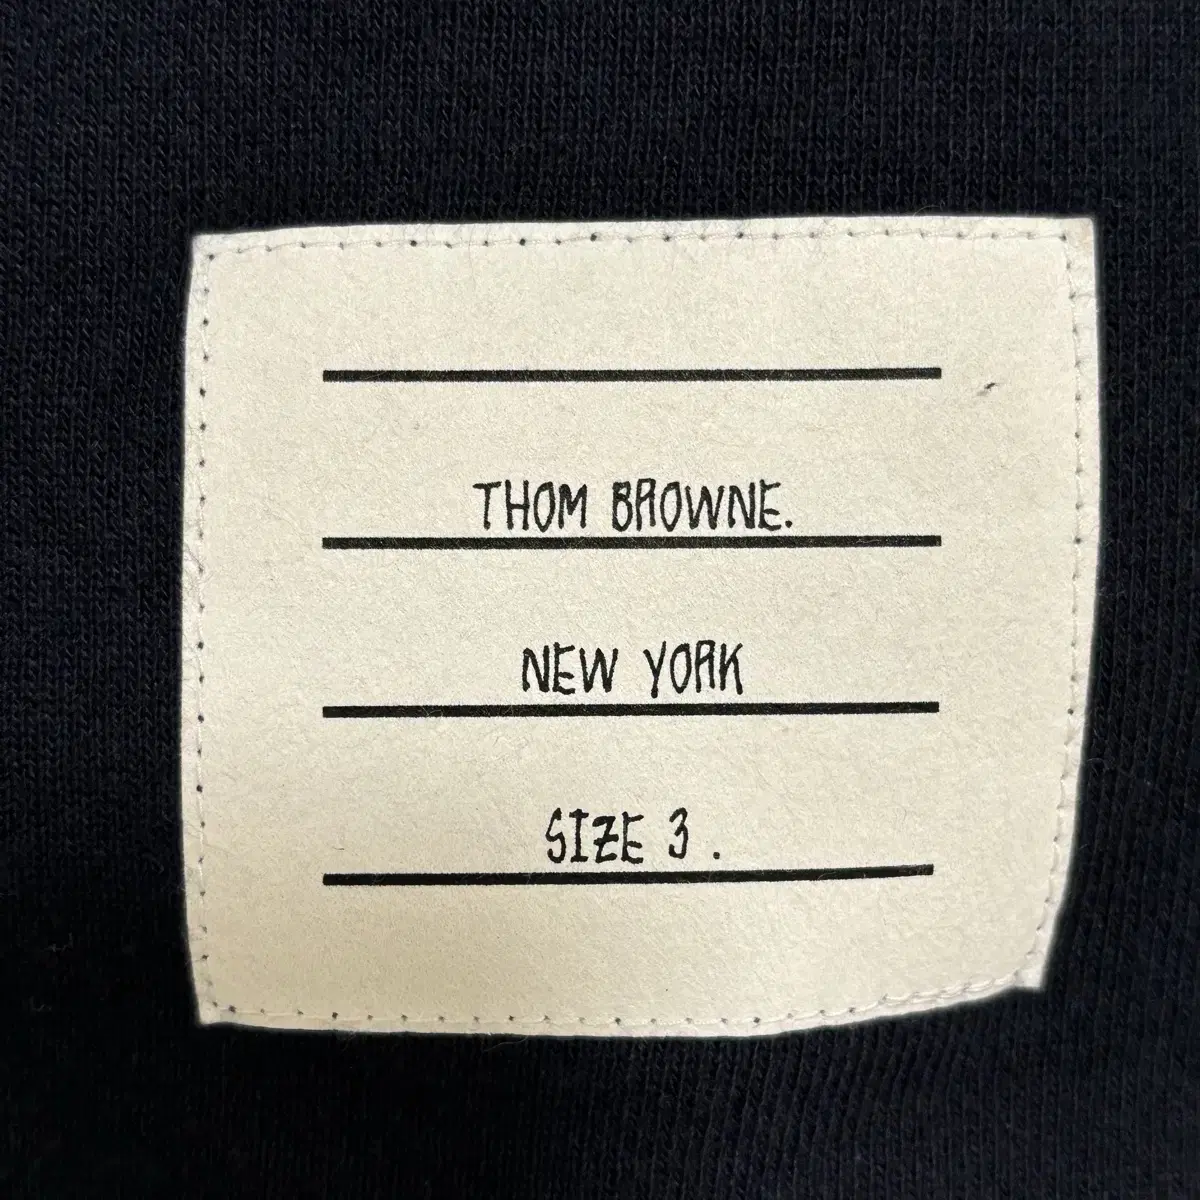 THOM BROWNE.
NEW YORK
SIZE 3 .